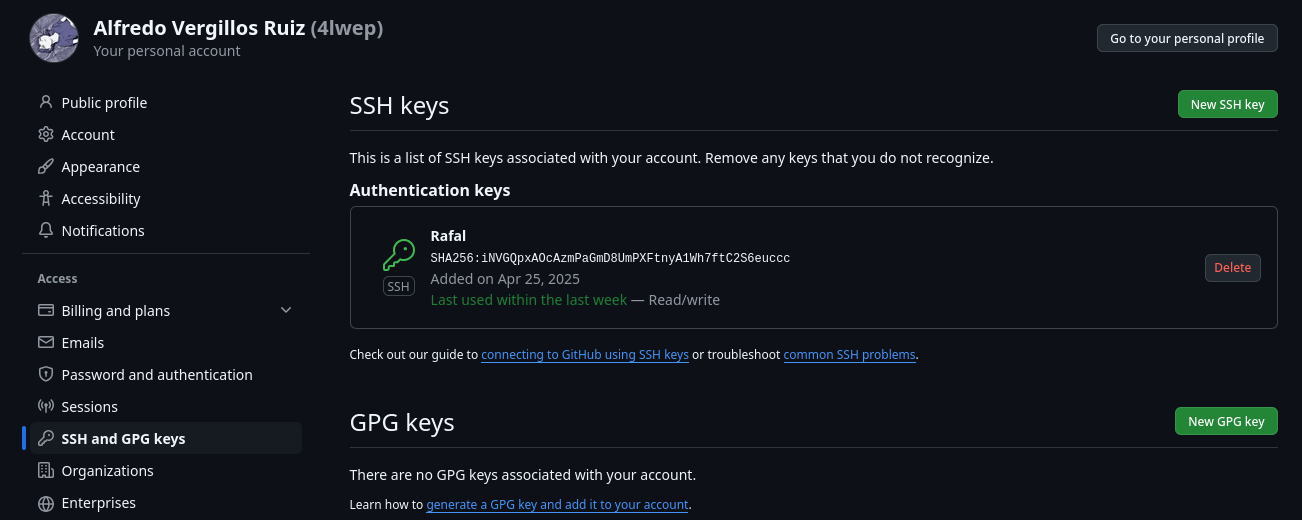 Alfredo Vergillos Ruiz (4lwep)
Your personal account
Go to your personal profile
Public profile
Account
Appearance
Accessibility
Notifications
Access
Billing and plans
Emails
Password and authentication
Sessions
SSH and GPG keys
Organizations
Enterprises
SSH keys
New SSH key
This is a list of SSH keys associated with your account. Remove any keys that you do not recognize.
Authentication keys
Rafal
SHA256:iNVGQpxAOcAzmPaGmD8UmPXFtnyA1Wh7ftC2S6euccc
SSH
Added on Apr 25, 2025
Last used within the last week — Read/write
Delete
Check out our guide to connecting to GitHub using SSH keys or troubleshoot common SSH problems.
GPG keys
New GPG key
There are no GPG keys associated with your account.
Learn how to generate a GPG key and add it to your account.